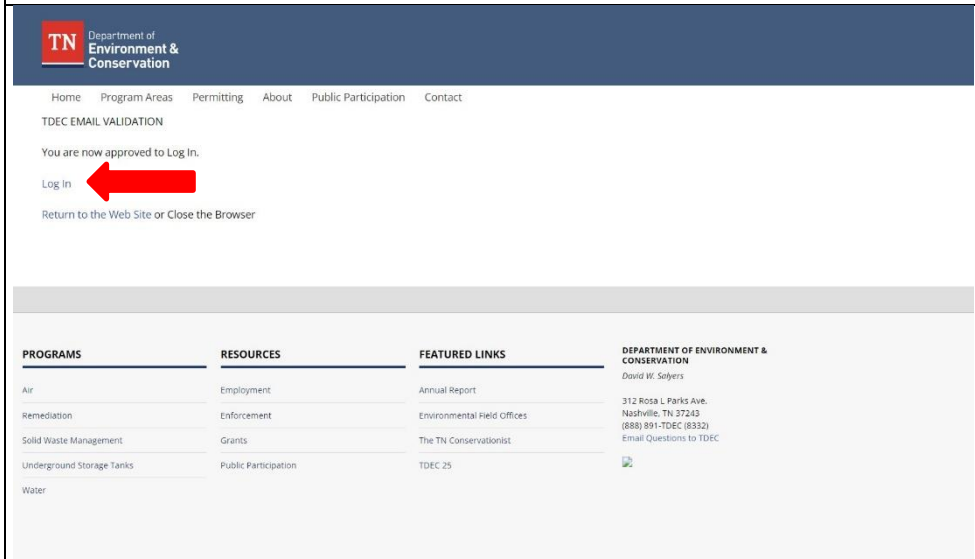 TN
Department of
Environment &
Conservation
Home Program Areas Permitting About Public Participation Contact
TDEC EMAIL VALIDATION
You are now approved to Log In.
Log In
Return to the Web Site or Close the Browser
PROGRAMS
Air
Remediation
Solid Waste Management
Underground Storage Tanks
Water
RESOURCES
Employment
Enforcement
Grants
Public Participation
FEATURED LINKS
Annual Report
Environmental Field Offices
The TN Conservationist
TDEC 25
DEPARTMENT OF ENVIRONMENT &
CONSERVATION
David W. Salyers
312 Rosa L Parks Ave.
Nashville, TN 37243
(888) 891-TDEC (8332)
Email Questions to TDEC